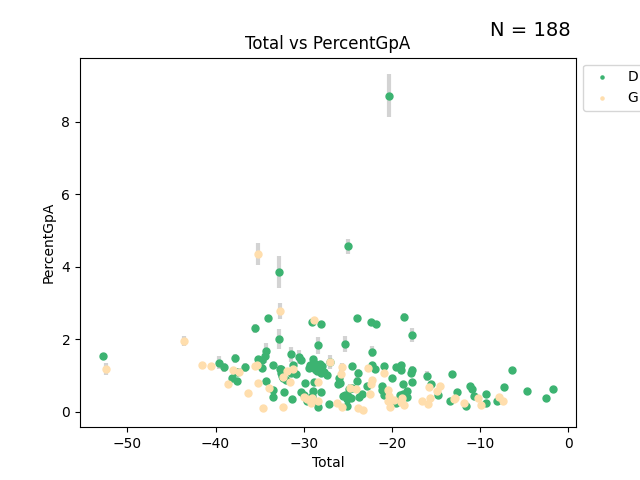 N = 188
Total vs PercentGpA
D
G
PercentGpA
8
6
4
2
0
−50 −40 −30 −20 −10 0
Total